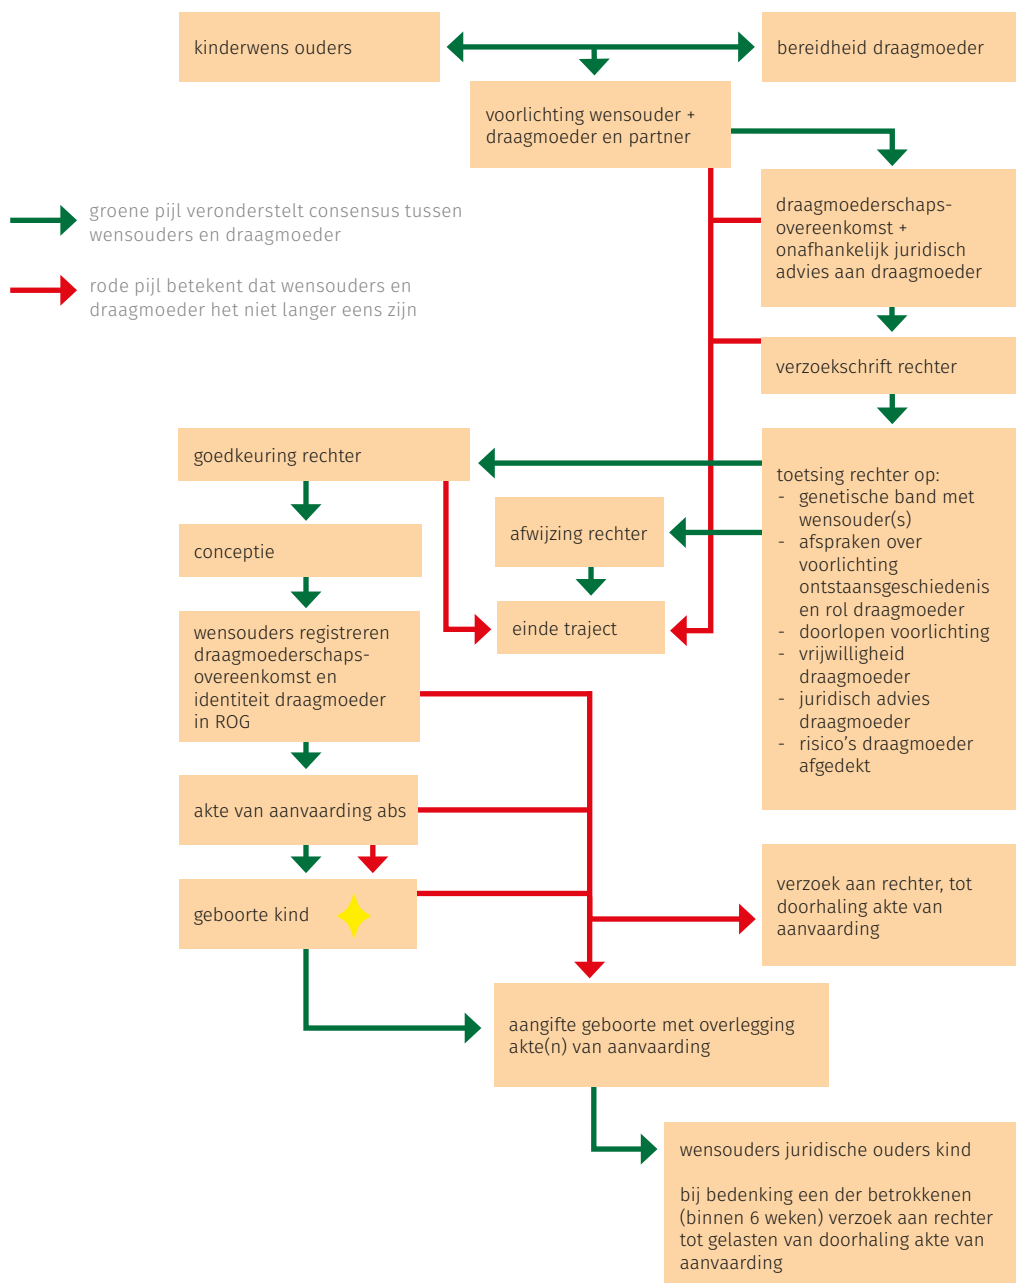 kinderwens ouders
bereidheid draagmoeder
voorlichting wensouder +
draagmoeder en partner
groene pijl veronderstelt consensus tussen
wensouders en draagmoeder
rode pijl betekent dat wensouders en
draagmoeder het niet langer eens zijn
draagmoederschaps-
overeenkomst +
onafhankelijk juridisch
advies aan draagmoeder
verzoekschrift rechter
toetsing rechter op:
- genetische band met
wensouder(s)
- afspraken over
voorlichting
ontstaansgeschiedenis
en rol draagmoeder
- doorlopen voorlichting
- vrijwilligheid
draagmoeder
- juridisch advies
draagmoeder
- risico’s draagmoeder
afgedekt
goedkeuring rechter
afwijzing rechter
conceptie
einde traject
wensouders registreren
draagmoederschaps-
overeenkomst en
identiteit draagmoeder
in ROG
akte van aanvaarding abs
geboorte kind
verzoek aan rechter, tot
doorhaling akte van
aanvaarding
aangifte geboorte met overlegging
akte(n) van aanvaarding
wensouders juridische ouders kind
bij bedenking een der betrokkenen
(binnen 6 weken) verzoek aan rechter
tot gelasten van doorhaling akte van
aanvaarding